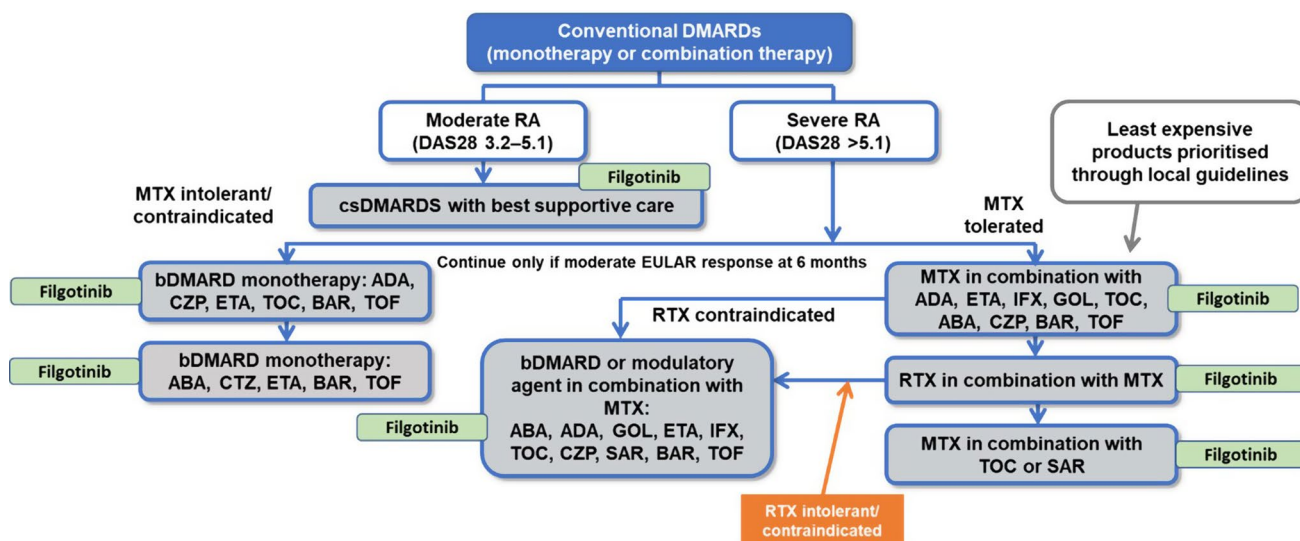 Conventional DMARDs
(monotherapy or combination therapy)
Moderate RA
(DAS28 3.2–5.1)
Severe RA
(DAS28 >5.1)
Least expensive
products prioritised
through local guidelines
Filgotinib
csDMARDS with best supportive care
MTX intolerant/
contraindicated
MTX
tolerated
Continue only if moderate EULAR response at 6 months
Filgotinib
bDMARD monotherapy: ADA,
CZP, ETA, TOC, BAR, TOF
MTX in combination with
ADA, ETA, IFX, GOL, TOC,
ABA, CZP, BAR, TOF
Filgotinib
RTX contraindicated
Filgotinib
bDMARD monotherapy:
ABA, CTZ, ETA, BAR, TOF
bDMARD or modulatory
agent in combination with
MTX:
ABA, ADA, GOL, ETA, IFX,
TOC, CZP, SAR, BAR, TOF
Filgotinib
RTX in combination with MTX
Filgotinib
MTX in combination with
TOC or SAR
Filgotinib
RTX intolerant/
contraindicated